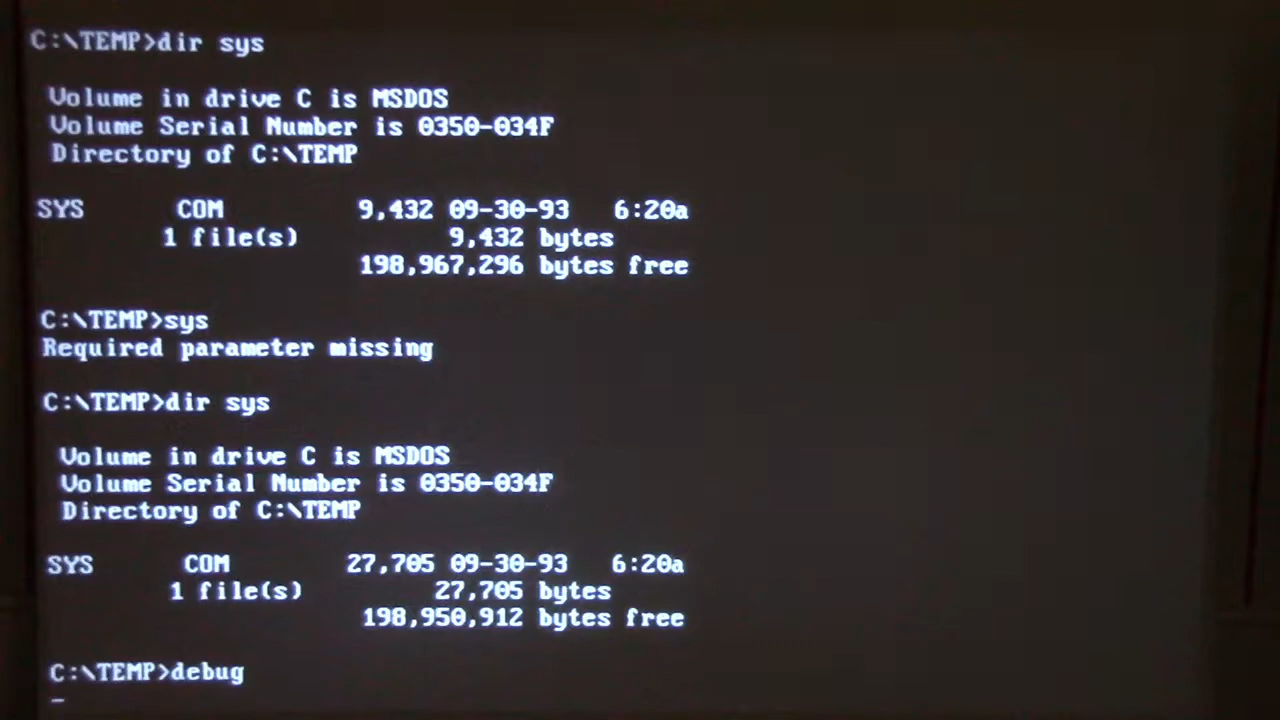 C:\TEMP>dir sys
Volume in drive C is MSDOS
Volume Serial Number is 0350-034F
Directory of C:\TEMP
SYS COM 9,432 09-30-93 6:20a
1 file(s) 9,432 bytes
198,967,296 bytes free
C:\TEMP>sys
Required parameter missing
C:\TEMP>dir sys
Volume in drive C is MSDOS
Volume Serial Number is 0350-034F
Directory of C:\TEMP
SYS COM 27,705 09-30-93 6:20a
1 file(s) 27,705 bytes
198,950,912 bytes free
C:\TEMP>debug
-